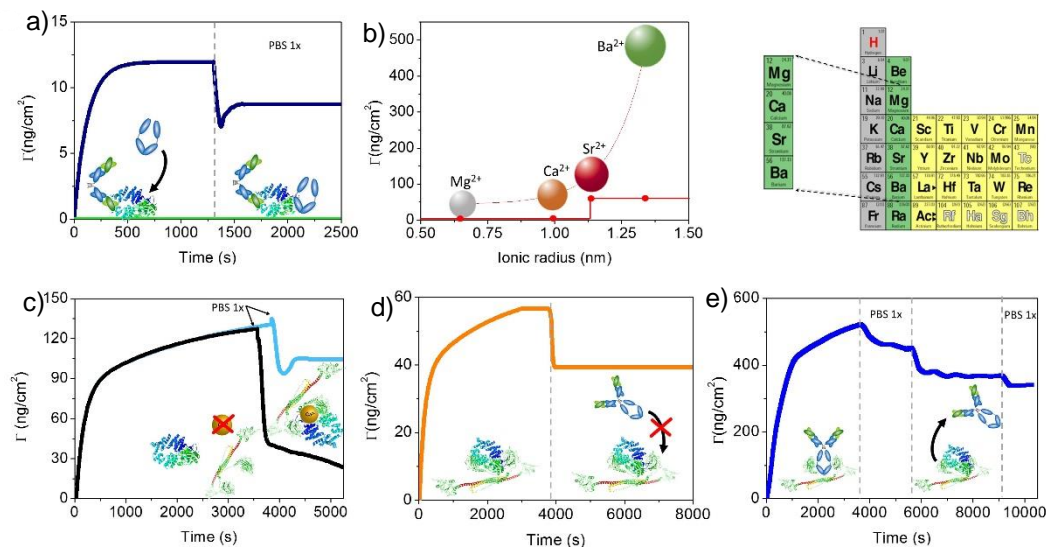 a)
15
10
5
0
Γ (ng/cm²)
PBS 1x
0 500 1000 1500 2000 2500
Time (s)
b)
500
400
300
200
100
0
Γ (ng/cm²)
Mg²⁺
Ca²⁺
Sr²⁺
Ba²⁺
0.50 0.75 1.00 1.25 1.50
Ionic radius (nm)
Mg
Ca
Sr
Ba
H
Li Be
Na Mg
K Ca Sc Ti V Cr Mn
Rb Sr Y Zr Nb Mo Tc
Cs Ba La Hf Ta W Re
Fr Ra Ac Rf Ha Sg Bh
c)
150
120
90
60
30
0
Γ (ng/cm²)
PBS 1x
0 1000 2000 3000 4000 5000
Time (s)
d)
60
40
20
0
Γ (ng/cm²)
0 2000 4000 6000 8000
Time (s)
e)
600
400
200
0
Γ (ng/cm²)
PBS 1x
PBS 1x
0 2000 4000 6000 8000 10000
Time (s)